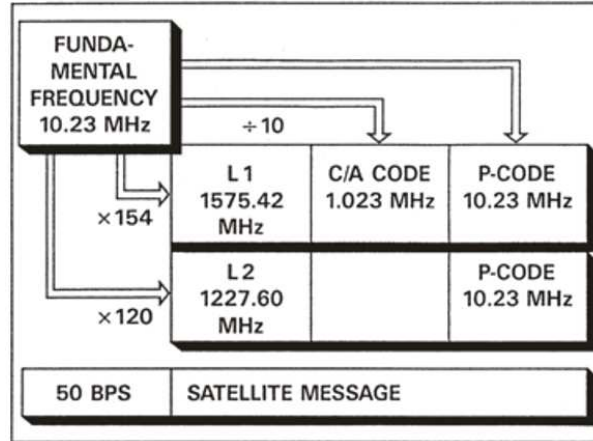 FUNDA-
MENTAL
FREQUENCY
10.23 MHz
÷10
×154
×120
L1
1575.42
MHz
C/A CODE
1.023 MHz
P-CODE
10.23 MHz
L2
1227.60
MHz
P-CODE
10.23 MHz
50 BPS
SATELLITE MESSAGE